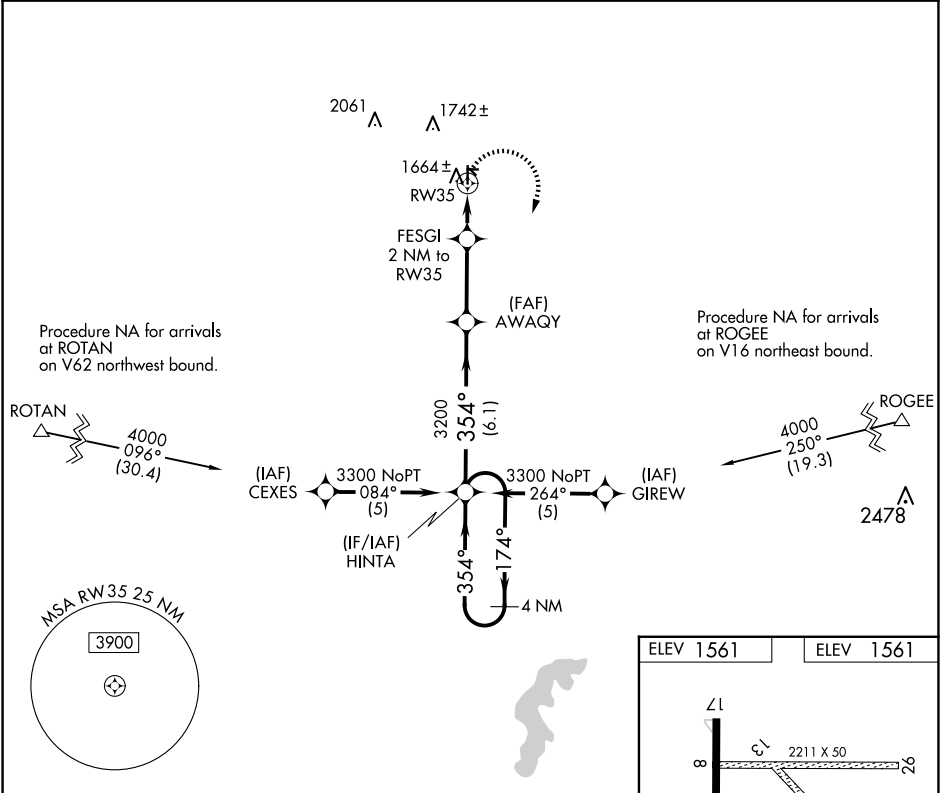 2061
1742±
1664±
RW35
FESGI
2 NM to
RW35
(FAF)
AWAQY
Procedure NA for arrivals
at ROTAN
on V62 northwest bound.
Procedure NA for arrivals
at ROGEE
on V16 northeast bound.
ROTAN
4000
096°
(30.4)
3200
354°
(6.1)
ROGEE
4000
250°
(19.3)
(IAF)
CEXES
3300 NoPT
084°
(5)
3300 NoPT
264°
(5)
(IAF)
GIREW
2478
(IF/IAF)
HINTA
354°
174°
4 NM
MSA RW35 25 NM
3900
ELEV 1561
ELEV 1561
17
13
2211 X 50
8
26